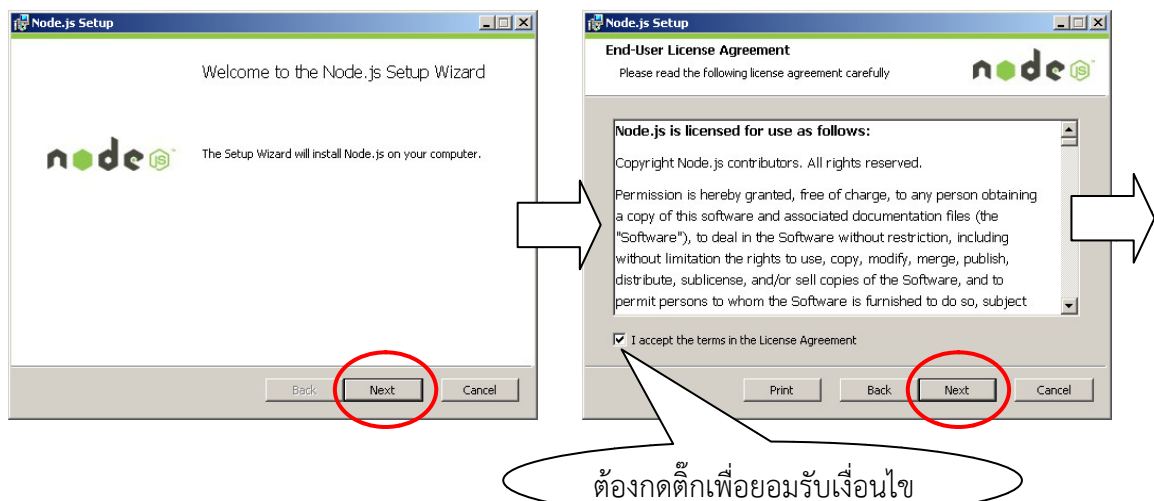 Node.js Setup
Welcome to the Node.js Setup Wizard
node JS
The Setup Wizard will install Node.js on your computer.
Back Next Cancel
Node.js Setup
End-User License Agreement
Please read the following license agreement carefully
node JS
Node.js is licensed for use as follows:
Copyright Node.js contributors. All rights reserved.
Permission is hereby granted, free of charge, to any person obtaining
a copy of this software and associated documentation files (the
"Software"), to deal in the Software without restriction, including
without limitation the rights to use, copy, modify, merge, publish,
distribute, sublicense, and/or sell copies of the Software, and to
permit persons to whom the Software is furnished to do so, subject
I accept the terms in the License Agreement
Print Back Next Cancel
ต้องกดติ๊กเพื่อยอมรับเงื่อนไข